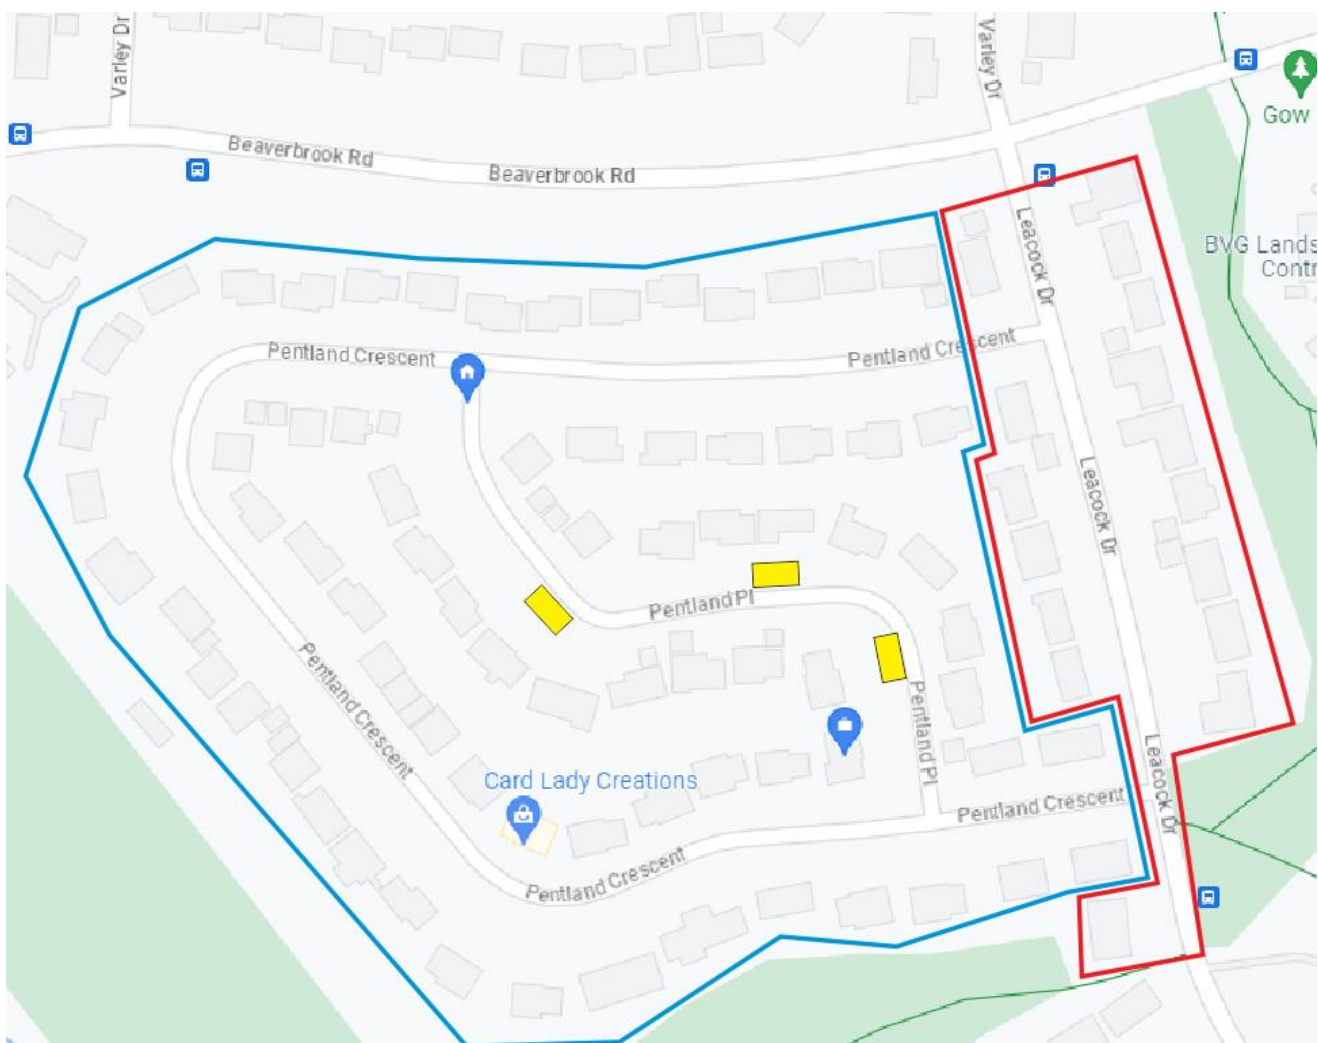 Varley Dr
Varley Dr
Gow
Beaverbrook Rd
Beaverbrook Rd
Leacock Dr
BVG Lands
Contr
Pentland Crescent
Pentland Crescent
Leacock Dr
Pentland Pl
Pentland Crescent
Pentland Pl
Card Lady Creations
Leacock Dr
Pentland Crescent
Pentland Crescent